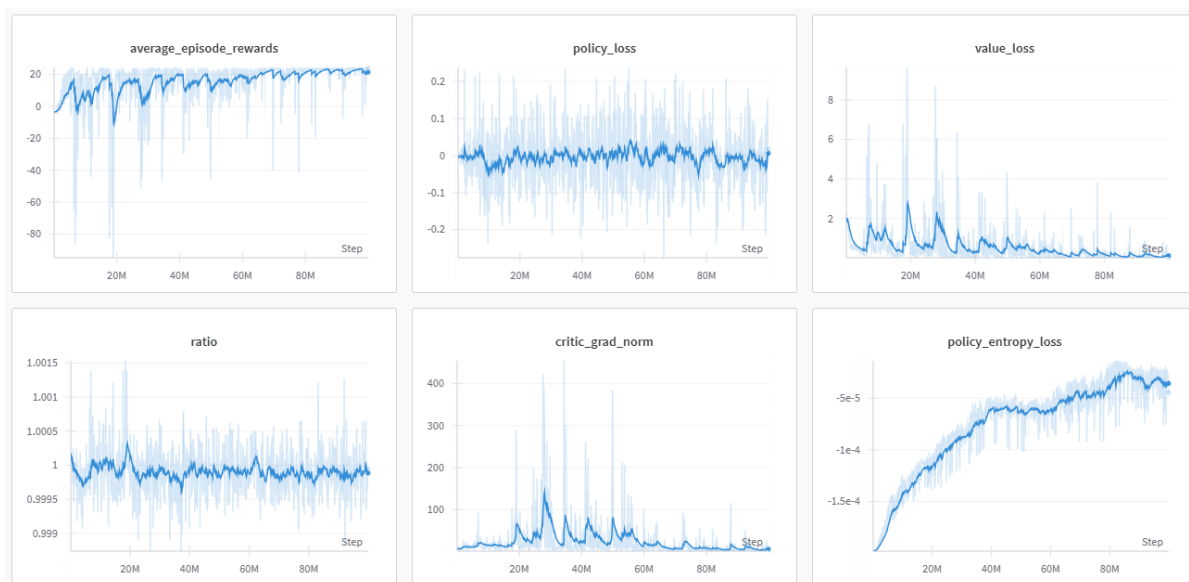 average_episode_rewards
20
0
-20
-40
-60
-80
20M
40M
60M
80M
Step
policy_loss
0.2
0.1
0
-0.1
-0.2
20M
40M
60M
80M
Step
value_loss
8
6
4
2
20M
40M
60M
80M
Step
ratio
1.0015
1.001
1.0005
1
0.9995
0.999
20M
40M
60M
80M
Step
critic_grad_norm
400
300
200
100
20M
40M
60M
80M
Step
policy_entropy_loss
-5e-5
-1e-4
-1.5e-4
20M
40M
60M
80M
Step